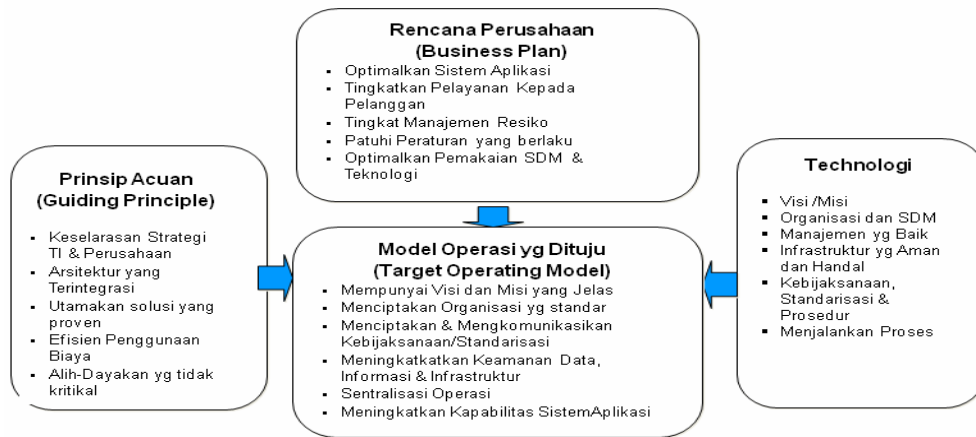 Rencana Perusahaan
(Business Plan)
▪ Optimalkan Sistem Aplikasi
▪ Tingkatkan Pelayanan Kepada
Pelanggan
▪ Tingkat Manajemen Resiko
▪ Patuhi Peraturan yang berlaku
▪ Optimalkan Pemakaian SDM &
Teknologi
Prinsip Acuan
(Guiding Principle)
▪ Keselarasan Strategi
TI & Perusahaan
▪ Arsitektur yang
Terintegrasi
▪ Utamakan solusi yang
proven
▪ Efisien Penggunaan
Biaya
▪ Alih-Dayakan yg tidak
kritikal
Model Operasi yg Dituju
(Target Operating Model)
▪ Mempunyai Visi dan Misi yang Jelas
▪ Menciptakan Organisasi yg standar
▪ Menciptakan & Mengkomunikasikan
Kebijaksanaan/Standarisasi
▪ Meningkatkatkan Keamanan Data,
Informasi & Infrastruktur
▪ Sentralisasi Operasi
▪ Meningkatkan Kapabilitas SistemAplikasi
Technologi
▪ Visi /Misi
▪ Organisasi dan SDM
▪ Manajemen yg Baik
▪ Infrastruktur yg Aman
dan Handal
▪ Kebijaksanaan,
Standarisasi &
Prosedur
▪ Menjalankan Proses